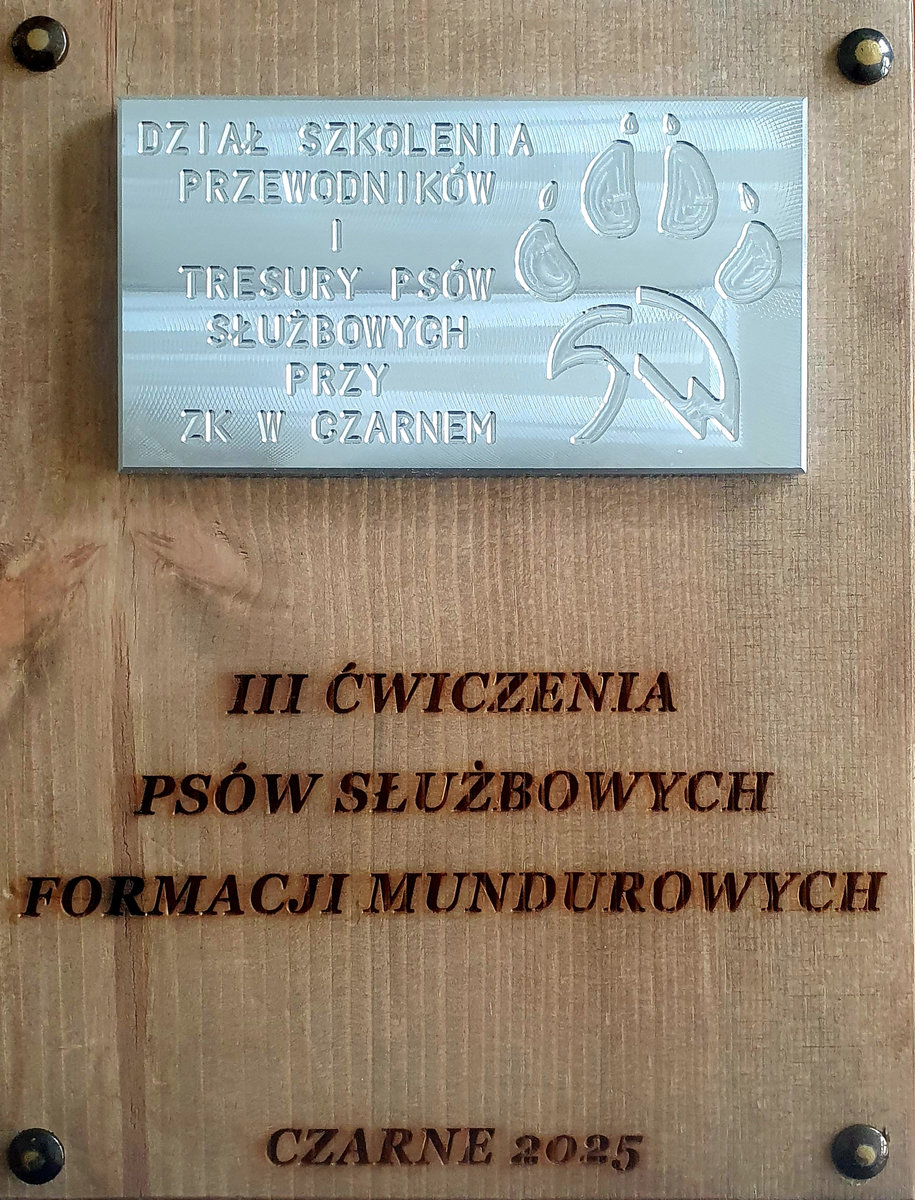 DZIAŁ SZKOLENIA
PRZEWODNIKÓW
I
TRESURY PSÓW
SŁUŻBOWYCH
PRZY
ZK W CZARNEM
III ĆWICZENIA
PSÓW SŁUŻBOWYCH
FORMACJI MUNDUROWYCH
CZARNE 2025